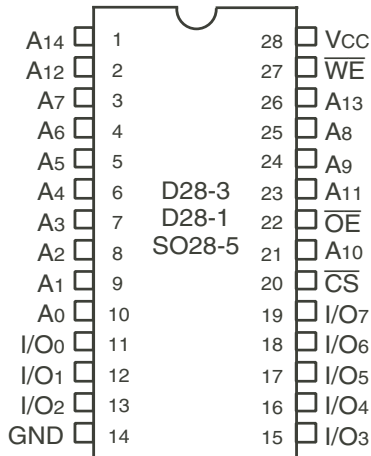 A14 1 28 VCC
A12 2 27 WE
A7 3 26 A13
A6 4 25 A8
A5 5 24 A9
A4 6 D28-3 23 A11
A3 7 D28-1 22 OE
A2 8 SO28-5 21 A10
A1 9 20 CS
A0 10 19 I/O7
I/O0 11 18 I/O6
I/O1 12 17 I/O5
I/O2 13 16 I/O4
GND 14 15 I/O3